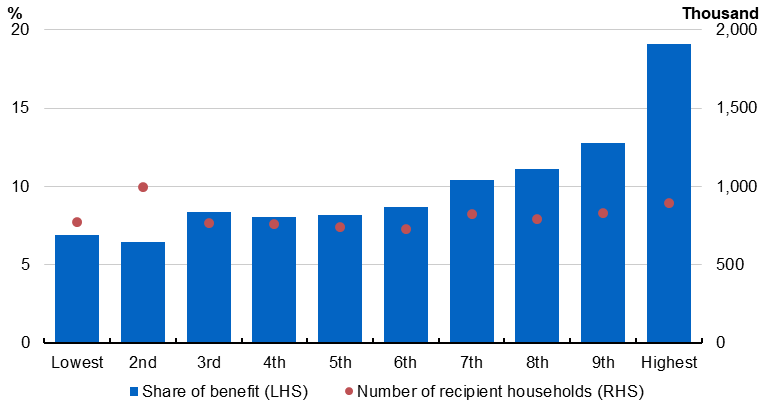 % Thousand
20 2,000
15 1,500
10 1,000
5 500
0 0
Lowest 2nd 3rd 4th 5th 6th 7th 8th 9th Highest
Share of benefit (LHS) Number of recipient households (RHS)